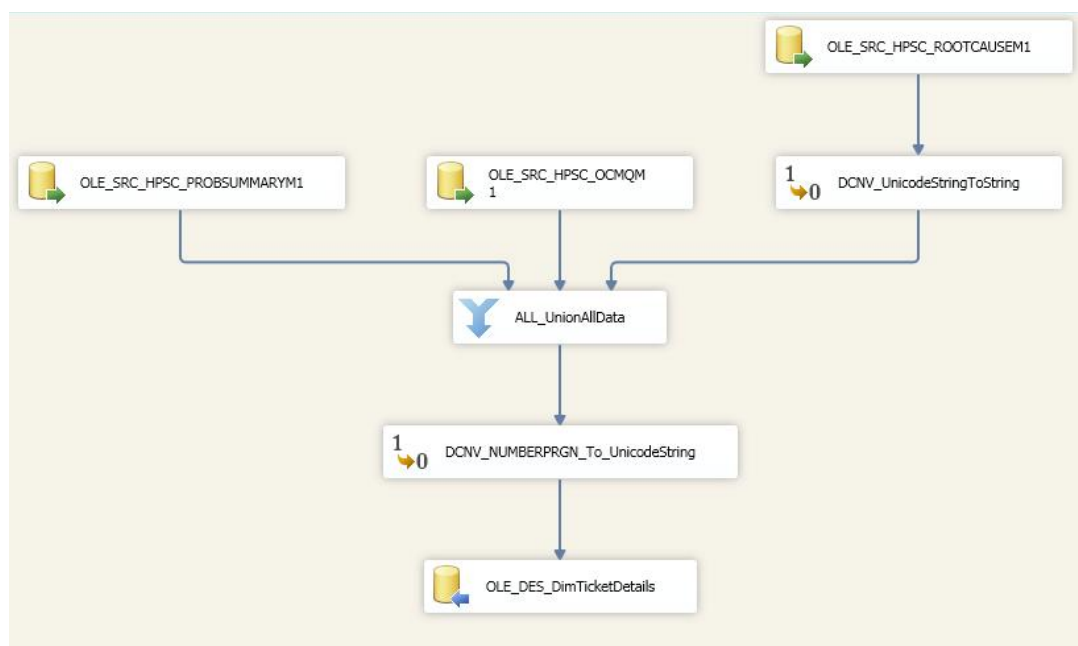 OLE_SRC_HPSC_ROOTCAUSEM1
OLE_SRC_HPSC_PROBSUMMARYM1
OLE_SRC_HPSC_OCMQM
1
1
0
DCNV_UnicodeStringToString
ALL_UnionAllData
1
0
DCNV_NUMBERPRGN_To_UnicodeString
OLE_DES_DimTicketDetails